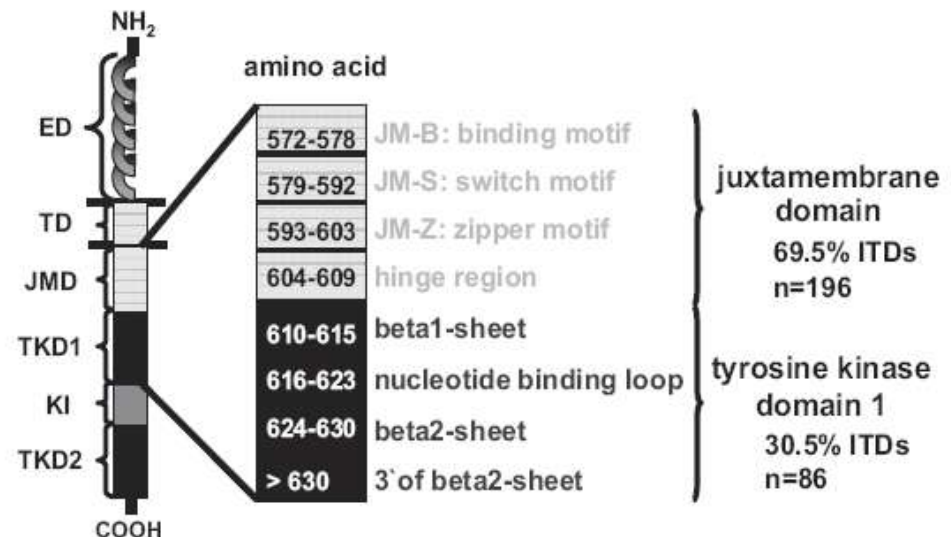 NH2
ED
TD
JMD
TKD1
KI
TKD2
COOH
amino acid
572-578 JM-B: binding motif
579-592 JM-S: switch motif
593-603 JM-Z: zipper motif
604-609 hinge region
610-615 beta1-sheet
616-623 nucleotide binding loop
624-630 beta2-sheet
> 630 3`of beta2-sheet
juxtamembrane
domain
69.5% ITDs
n=196
tyrosine kinase
domain 1
30.5% ITDs
n=86